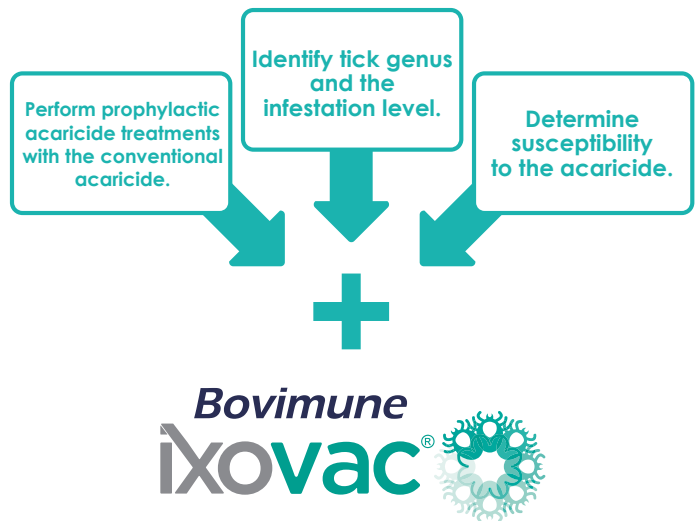 Perform prophylactic
acaricide treatments
with the conventional
acaricide.
Identify tick genus
and the
infestation level.
Determine
susceptibility
to the acaricide.
+
Bovimune
ixovac®